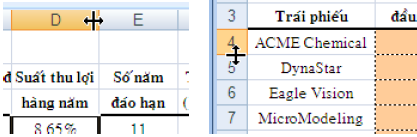 D E
đ Suất thu lợi Số năm
hàng năm đáo hạn (
8.65% 11
3 Trái phiếu đầu
4 ACME Chemical
5 DynaStar
6 Eagle Vision
7 MicroModeling